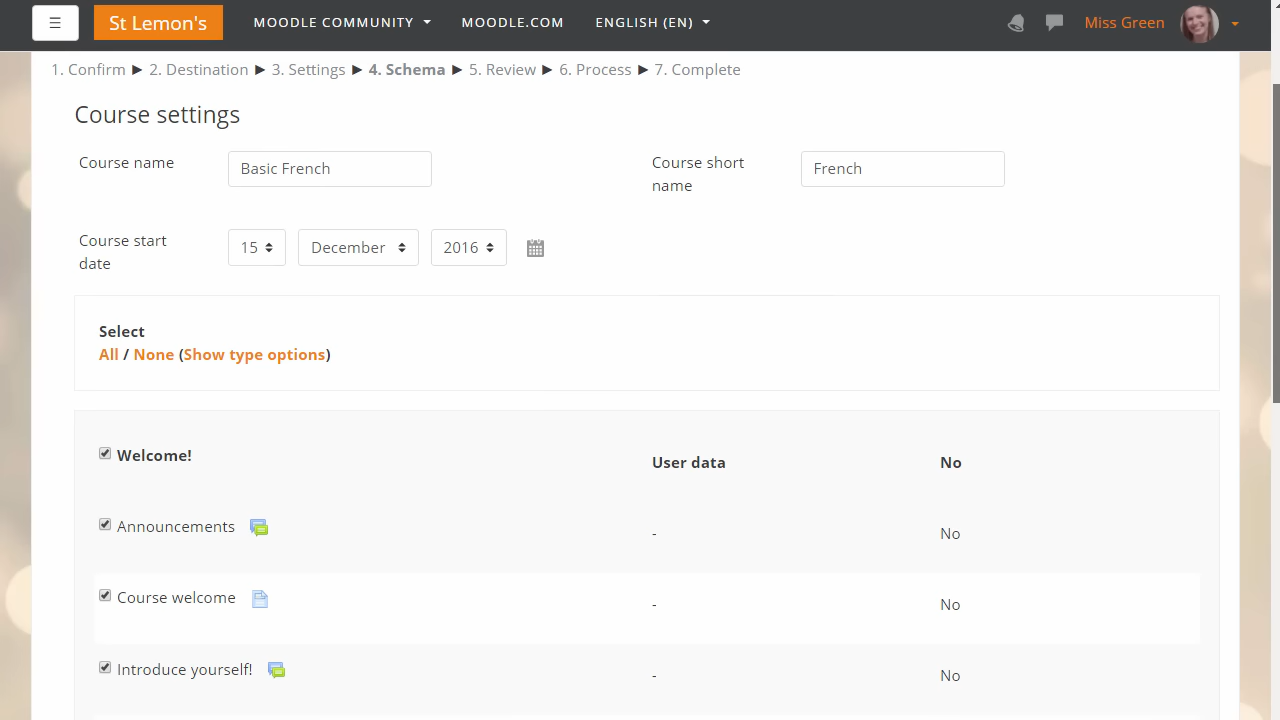 ☰ St Lemon's MOODLE COMMUNITY MOODLE.COM ENGLISH (EN) Miss Green
1. Confirm ► 2. Destination ► 3. Settings ► 4. Schema ► 5. Review ► 6. Process ► 7. Complete
Course settings
Course name Basic French Course short
name French
Course start
date 15 December 2016
Select
All / None (Show type options)
Welcome! User data No
Announcements - No
Course welcome - No
Introduce yourself! - No